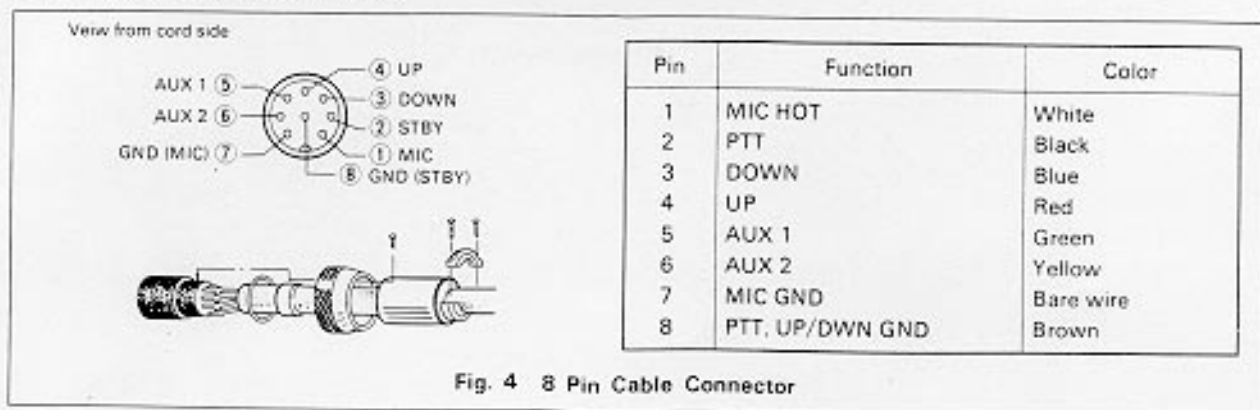 Veiw from cord side
④ UP
AUX 1 ⑤
③ DOWN
AUX 2 ⑥
② STBY
GND (MIC) ⑦
① MIC
⑧ GND (STBY)
Pin Function Color
1 MIC HOT White
2 PTT Black
3 DOWN Blue
4 UP Red
5 AUX 1 Green
6 AUX 2 Yellow
7 MIC GND Bare wire
8 PTT, UP/DWN GND Brown
Fig. 4 8 Pin Cable Connector